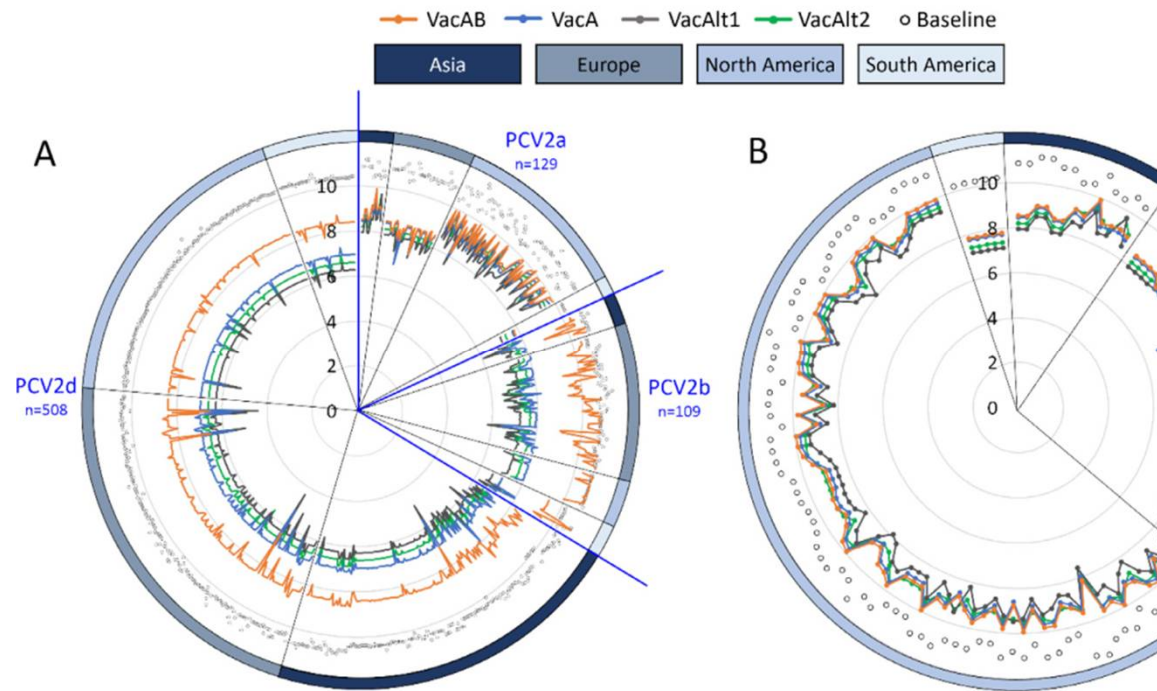 VacAB VacA VacAlt1 VacAlt2 Baseline
Asia Europe North America South America
A
PCV2a
n=129
10
8
6
4
2
0
PCV2b
n=109
PCV2d
n=508
B
10
8
6
4
2
0